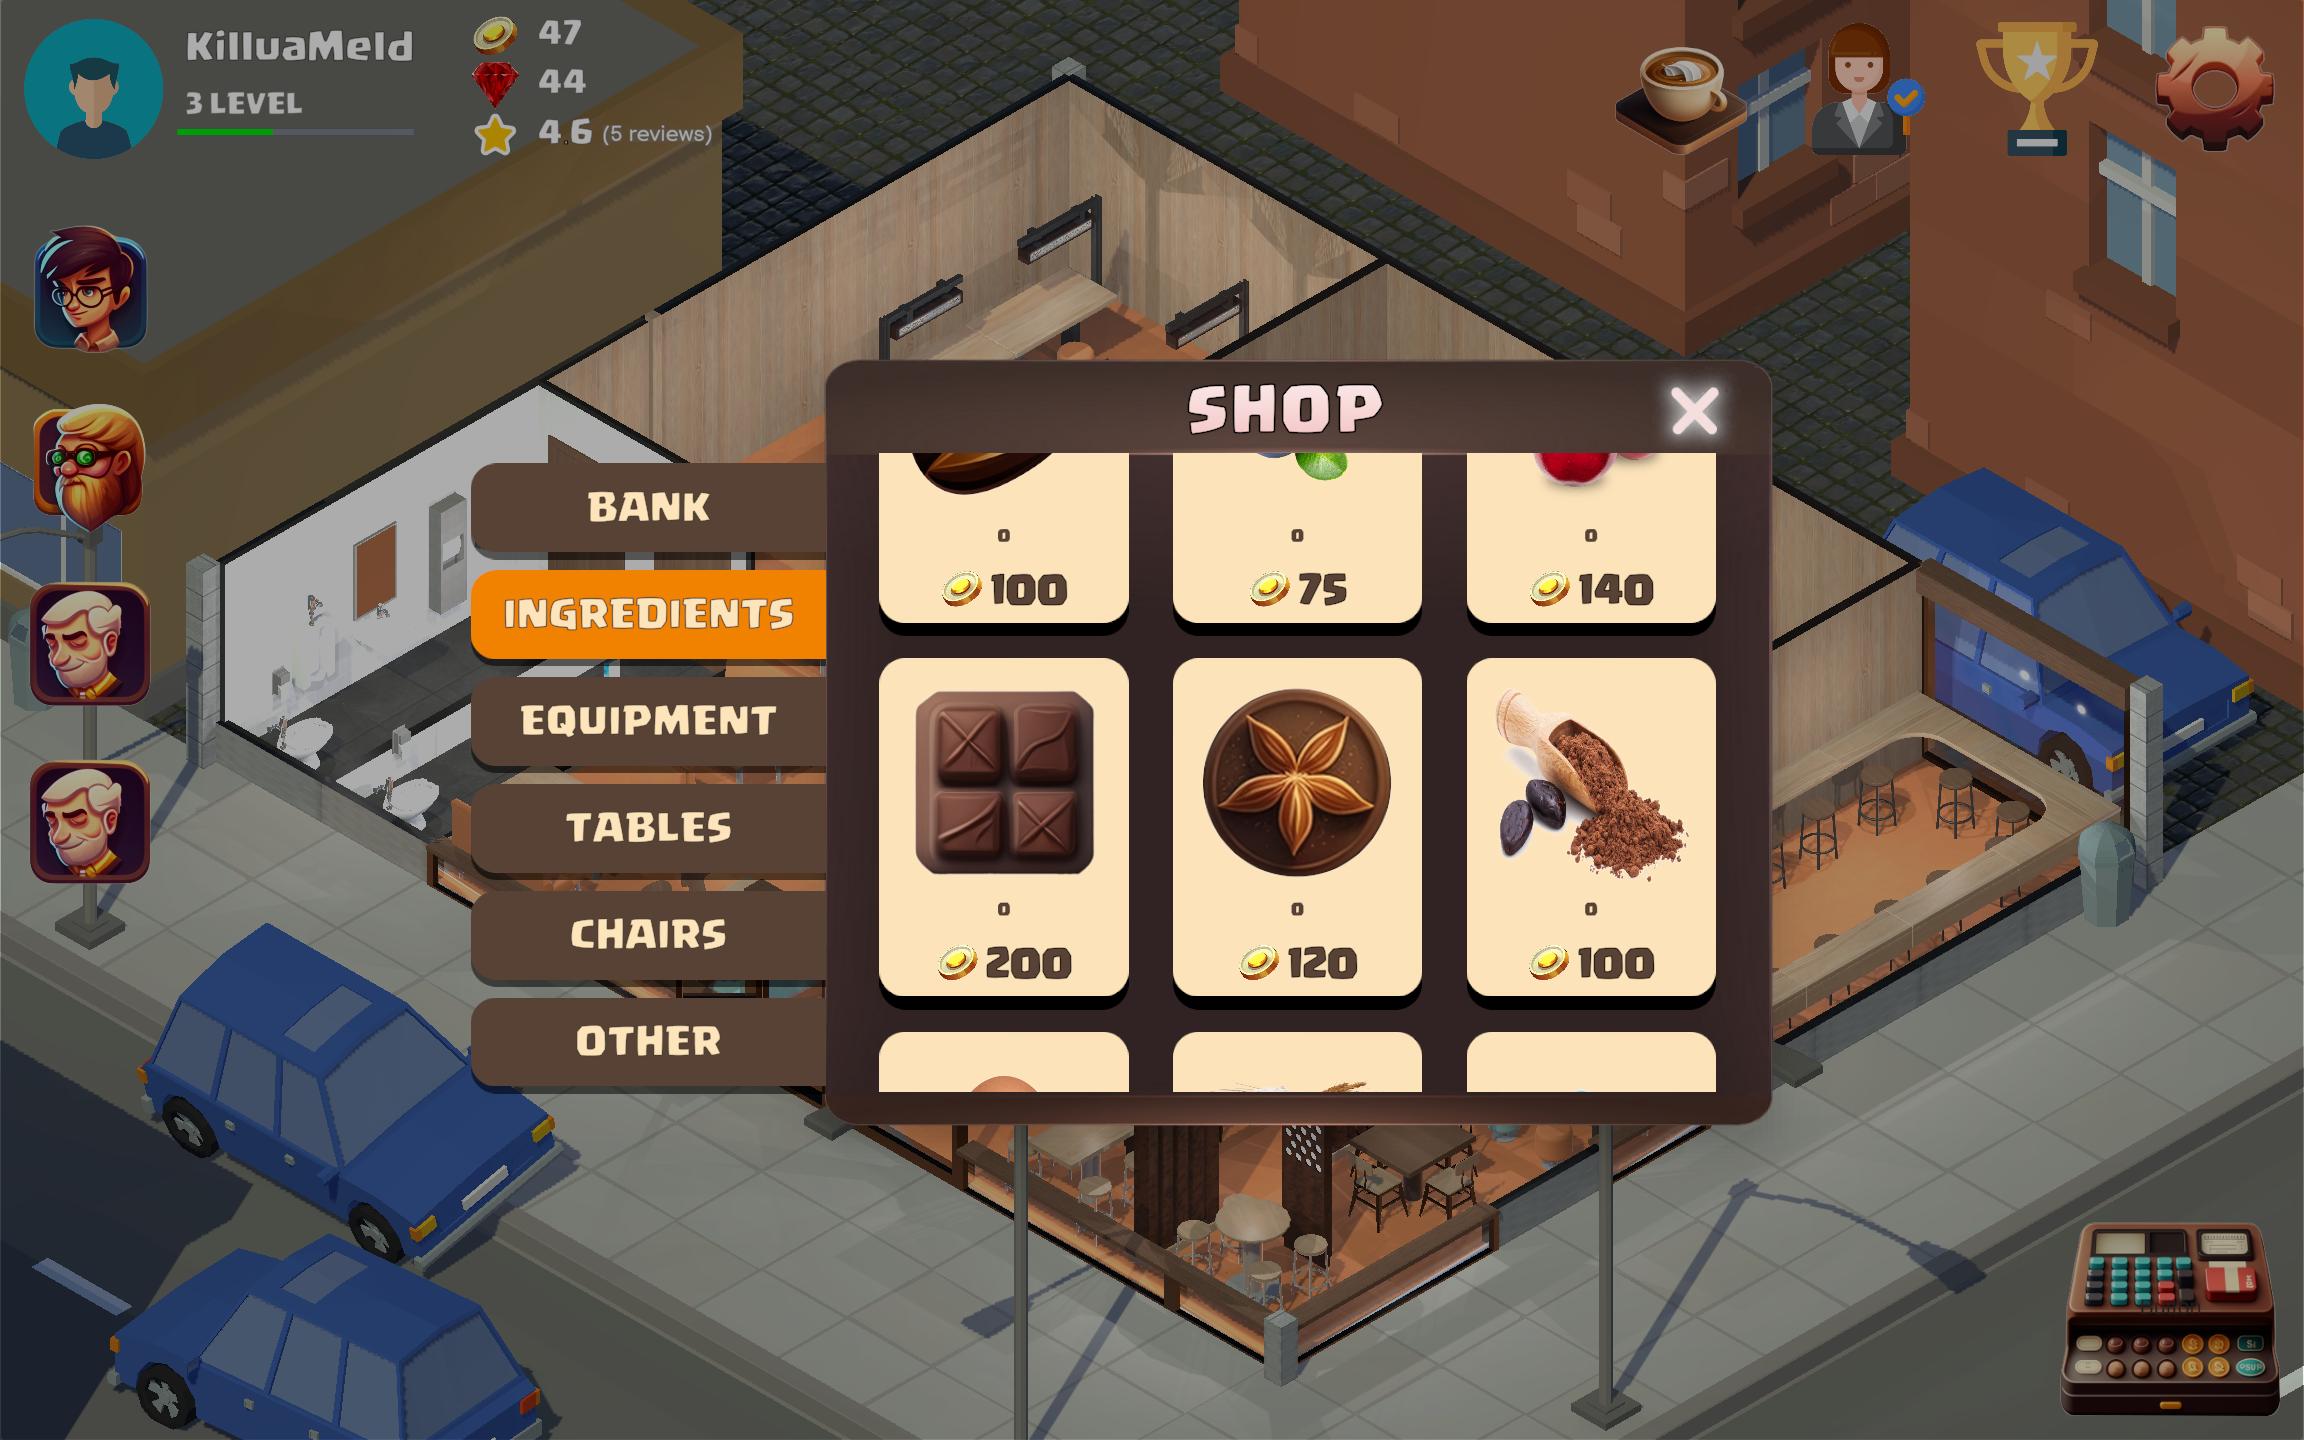 KilluaMeld
3 LEVEL
47
44
4.6 (5 reviews)
SHOP
BANK
INGREDIENTS
EQUIPMENT
TABLES
CHAIRS
OTHER
0
0
0
100
75
140
0
0
0
200
120
100